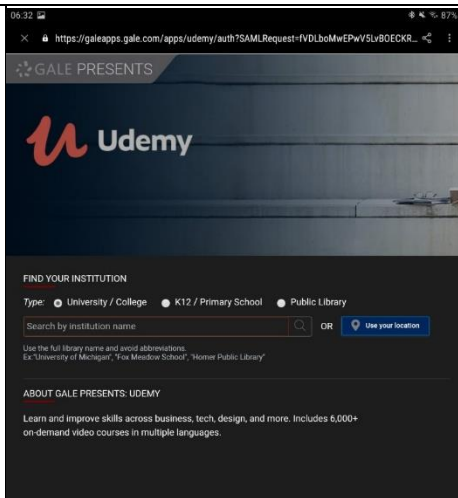 06:32
87%
https://galeapps.gale.com/apps/udemy/auth?SAMLRequest=fVDLboMwEPwV5LvBOECKR...
GALE PRESENTS
Udemy
FIND YOUR INSTITUTION
Type: University / College K12 / Primary School Public Library
Search by institution name OR Use your location
Use the full library name and avoid abbreviations.
Ex:"University of Michigan", "Fox Meadow School", "Homer Public Library"
ABOUT GALE PRESENTS: UDEMY
Learn and improve skills across business, tech, design, and more. Includes 6,000+
on-demand video courses in multiple languages.